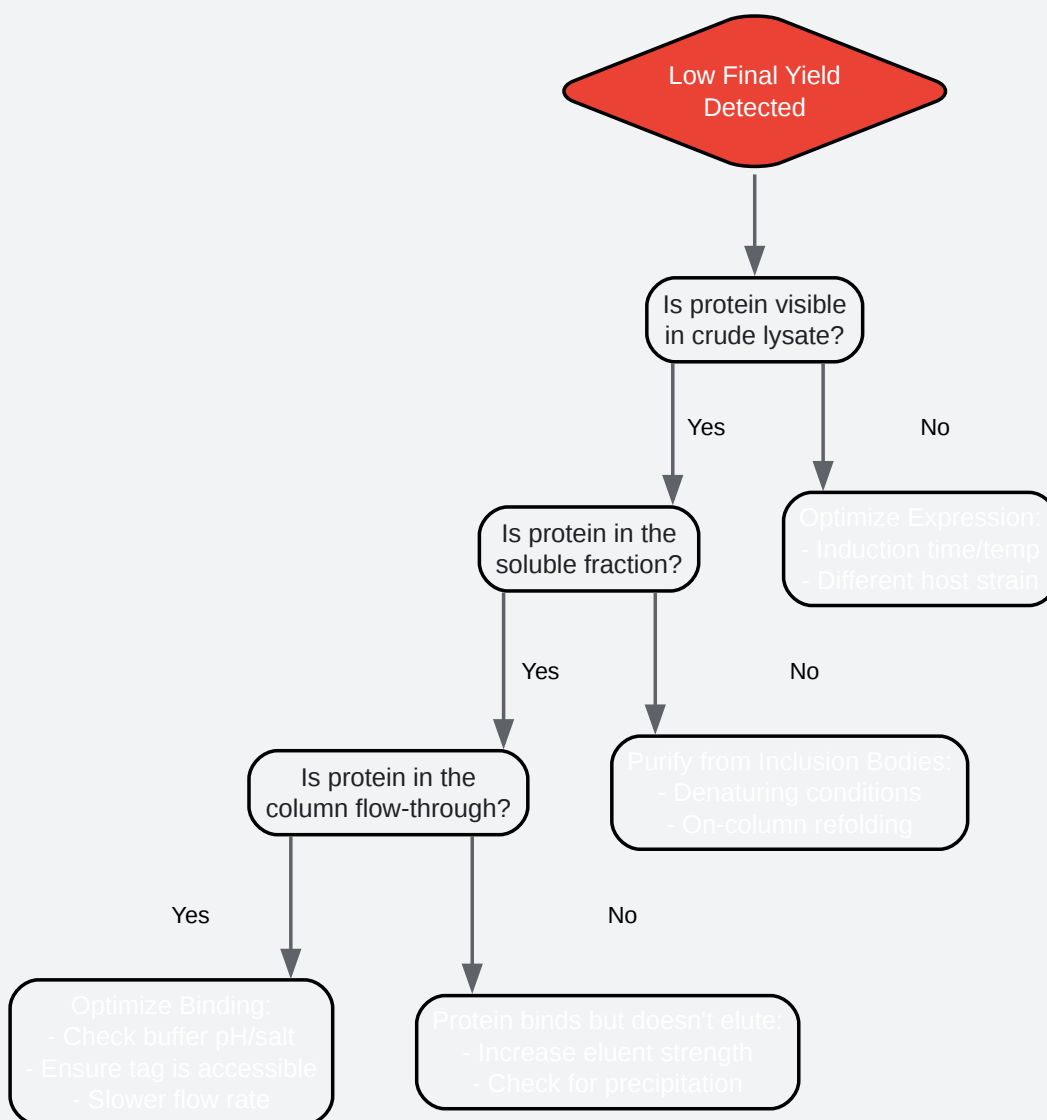 Low Final Yield
Detected
Is protein visible
in crude lysate?
Yes
No
Optimize Expression:
- Induction time/temp
- Different host strain
Is protein in the
soluble fraction?
Yes
No
Purify from Inclusion Bodies:
- Denaturing conditions
- On-column refolding
Is protein in the
column flow-through?
Yes
No
Optimize Binding:
- Check buffer pH/salt
- Ensure tag is accessible
- Slower flow rate
Protein binds but doesn't elute:
- Increase eluent strength
- Check for precipitation